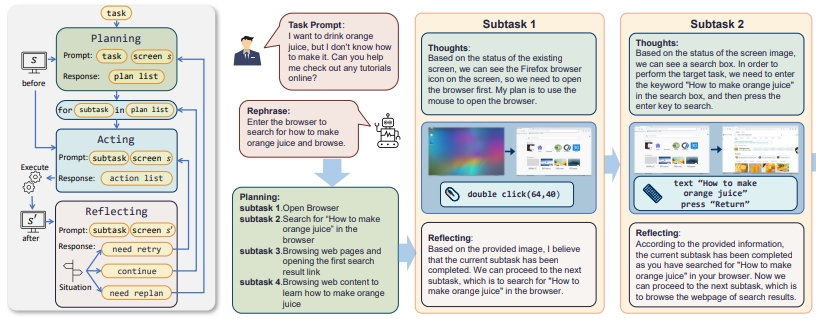 task
Planning
Prompt: task screen s
Response: plan list
s
before
for subtask in plan list
Acting
Prompt: subtask screen s
Response: action list
Execute
s'
after
Reflecting
Prompt: subtask screen s'
Response: need retry
continue
need replan
Situation
Task Prompt:
I want to drink orange
juice, but I don't know how
to make it. Can you help
me check out any tutorials
online?
Rephrase:
Enter the browser to
search for how to make
orange juice and browse.
Planning:
subtask 1.Open Browser
subtask 2.Search for "How to make
orange juice" in the
browser
subtask 3.Browsing web pages and
opening the first search
result link
subtask 4.Browsing web content to
learn how to make orange
juice
Subtask 1
Thoughts:
Based on the status of the existing
screen, we can see the Firefox browser
icon on the screen, so we need to open
the browser first. My plan is to use the
mouse to open the browser.
double click(64,40)
Reflecting:
Based on the provided image, I believe
that the current subtask has been
completed. We can proceed to the next
subtask, which is to search for "How to
make orange juice" in the browser.
Subtask 2
Thoughts:
Based on the status of the screen image,
we can see a search box. In order to
perform the target task, we need to enter
the keyword "How to make orange juice"
in the search box, and then press the
enter key to search.
text "How to make
orange juice"
press "Return"
Reflecting:
According to the provided information,
the current subtask has been completed
as you have searched for "How to make
orange juice" in your browser. Now we
can proceed to the next subtask, which is
to browse the webpage of search results.